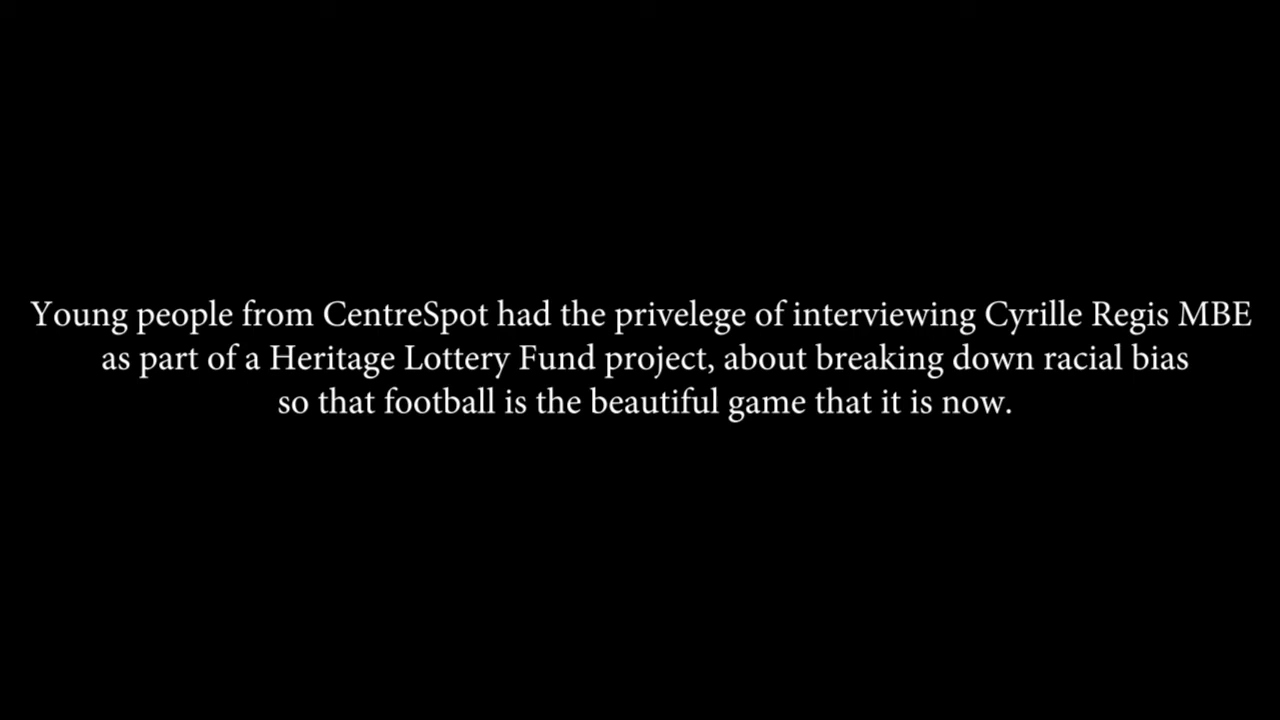 Young people from CentreSpot had the privelege of interviewing Cyrille Regis MBE
as part of a Heritage Lottery Fund project, about breaking down racial bias
so that football is the beautiful game that it is now.